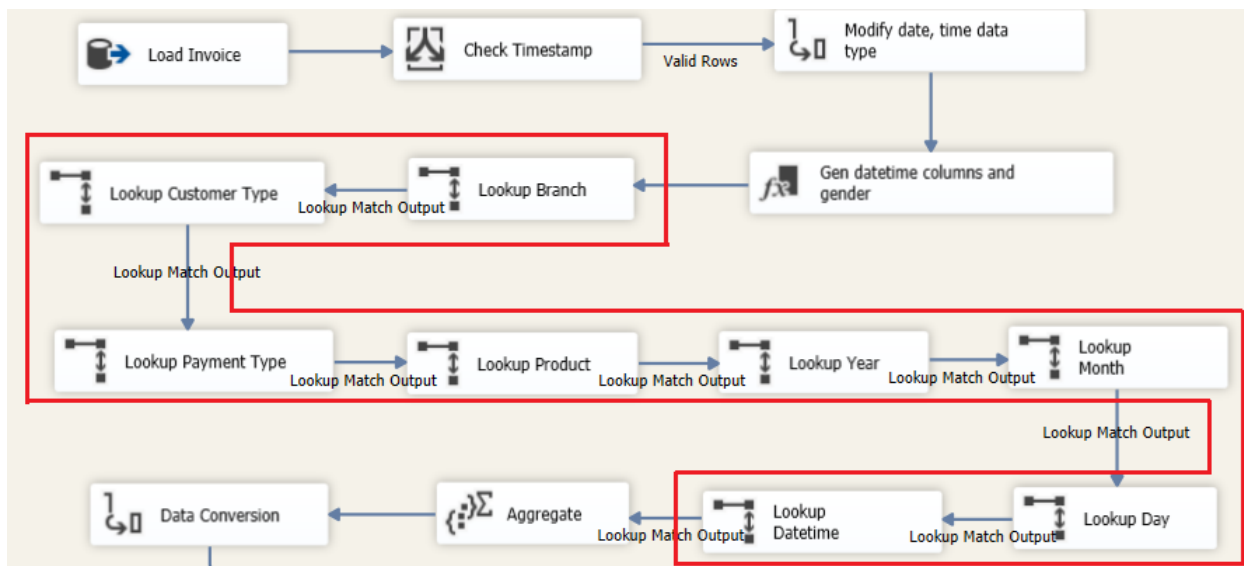 Load Invoice
Check Timestamp
Valid Rows
Modify date, time data
type
Gen datetime columns and
gender
Lookup Branch
Lookup Match Output
Lookup Customer Type
Lookup Match Output
Lookup Payment Type
Lookup Match Output
Lookup Product
Lookup Match Output
Lookup Year
Lookup Match Output
Lookup
Month
Lookup Match Output
Lookup Day
Lookup Match Output
Lookup
Datetime
Lookup Match Output
Aggregate
Data Conversion